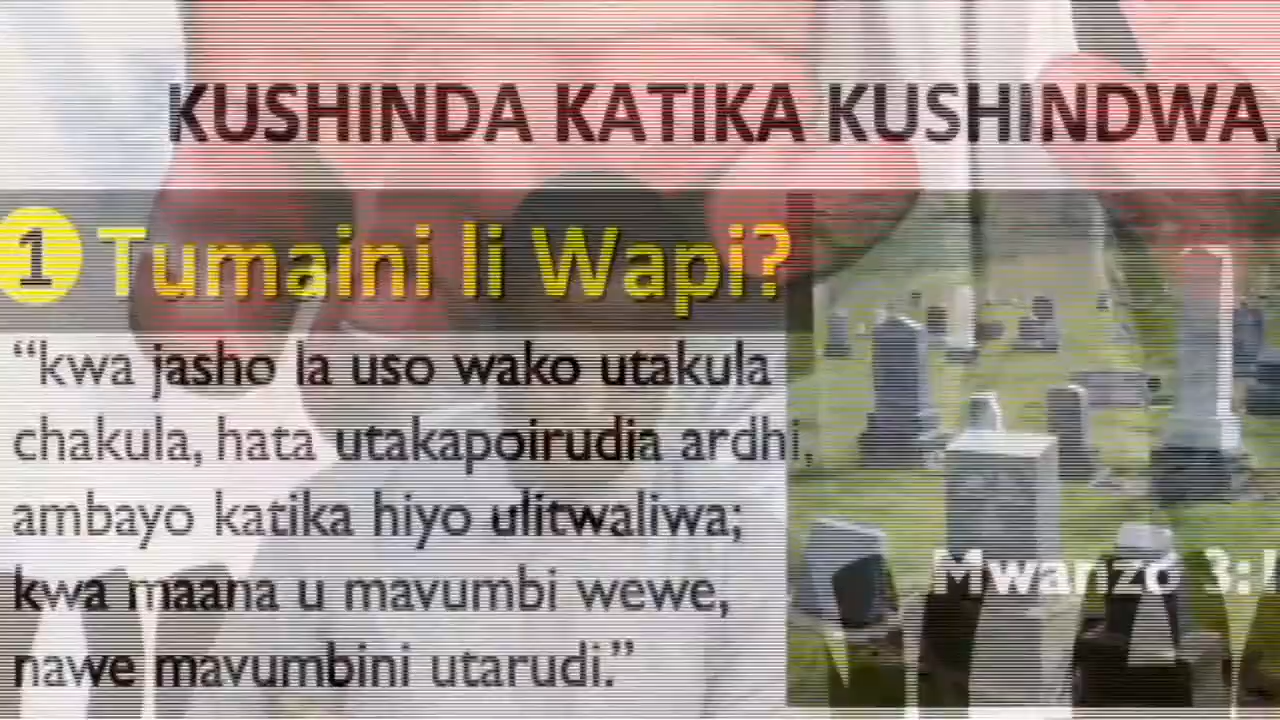 KUSHINDA KATIKA KUSHINDWA,
1 Tumaini li Wapi?
“kwa jasho la uso wako utakula
chakula, hata utakapoirudia ardhi,
ambayo katika hiyo ulitwaliwa;
kwa maana u mavumbi wewe,
nawe mavumbini utarudi.”
Mwanzo 3: